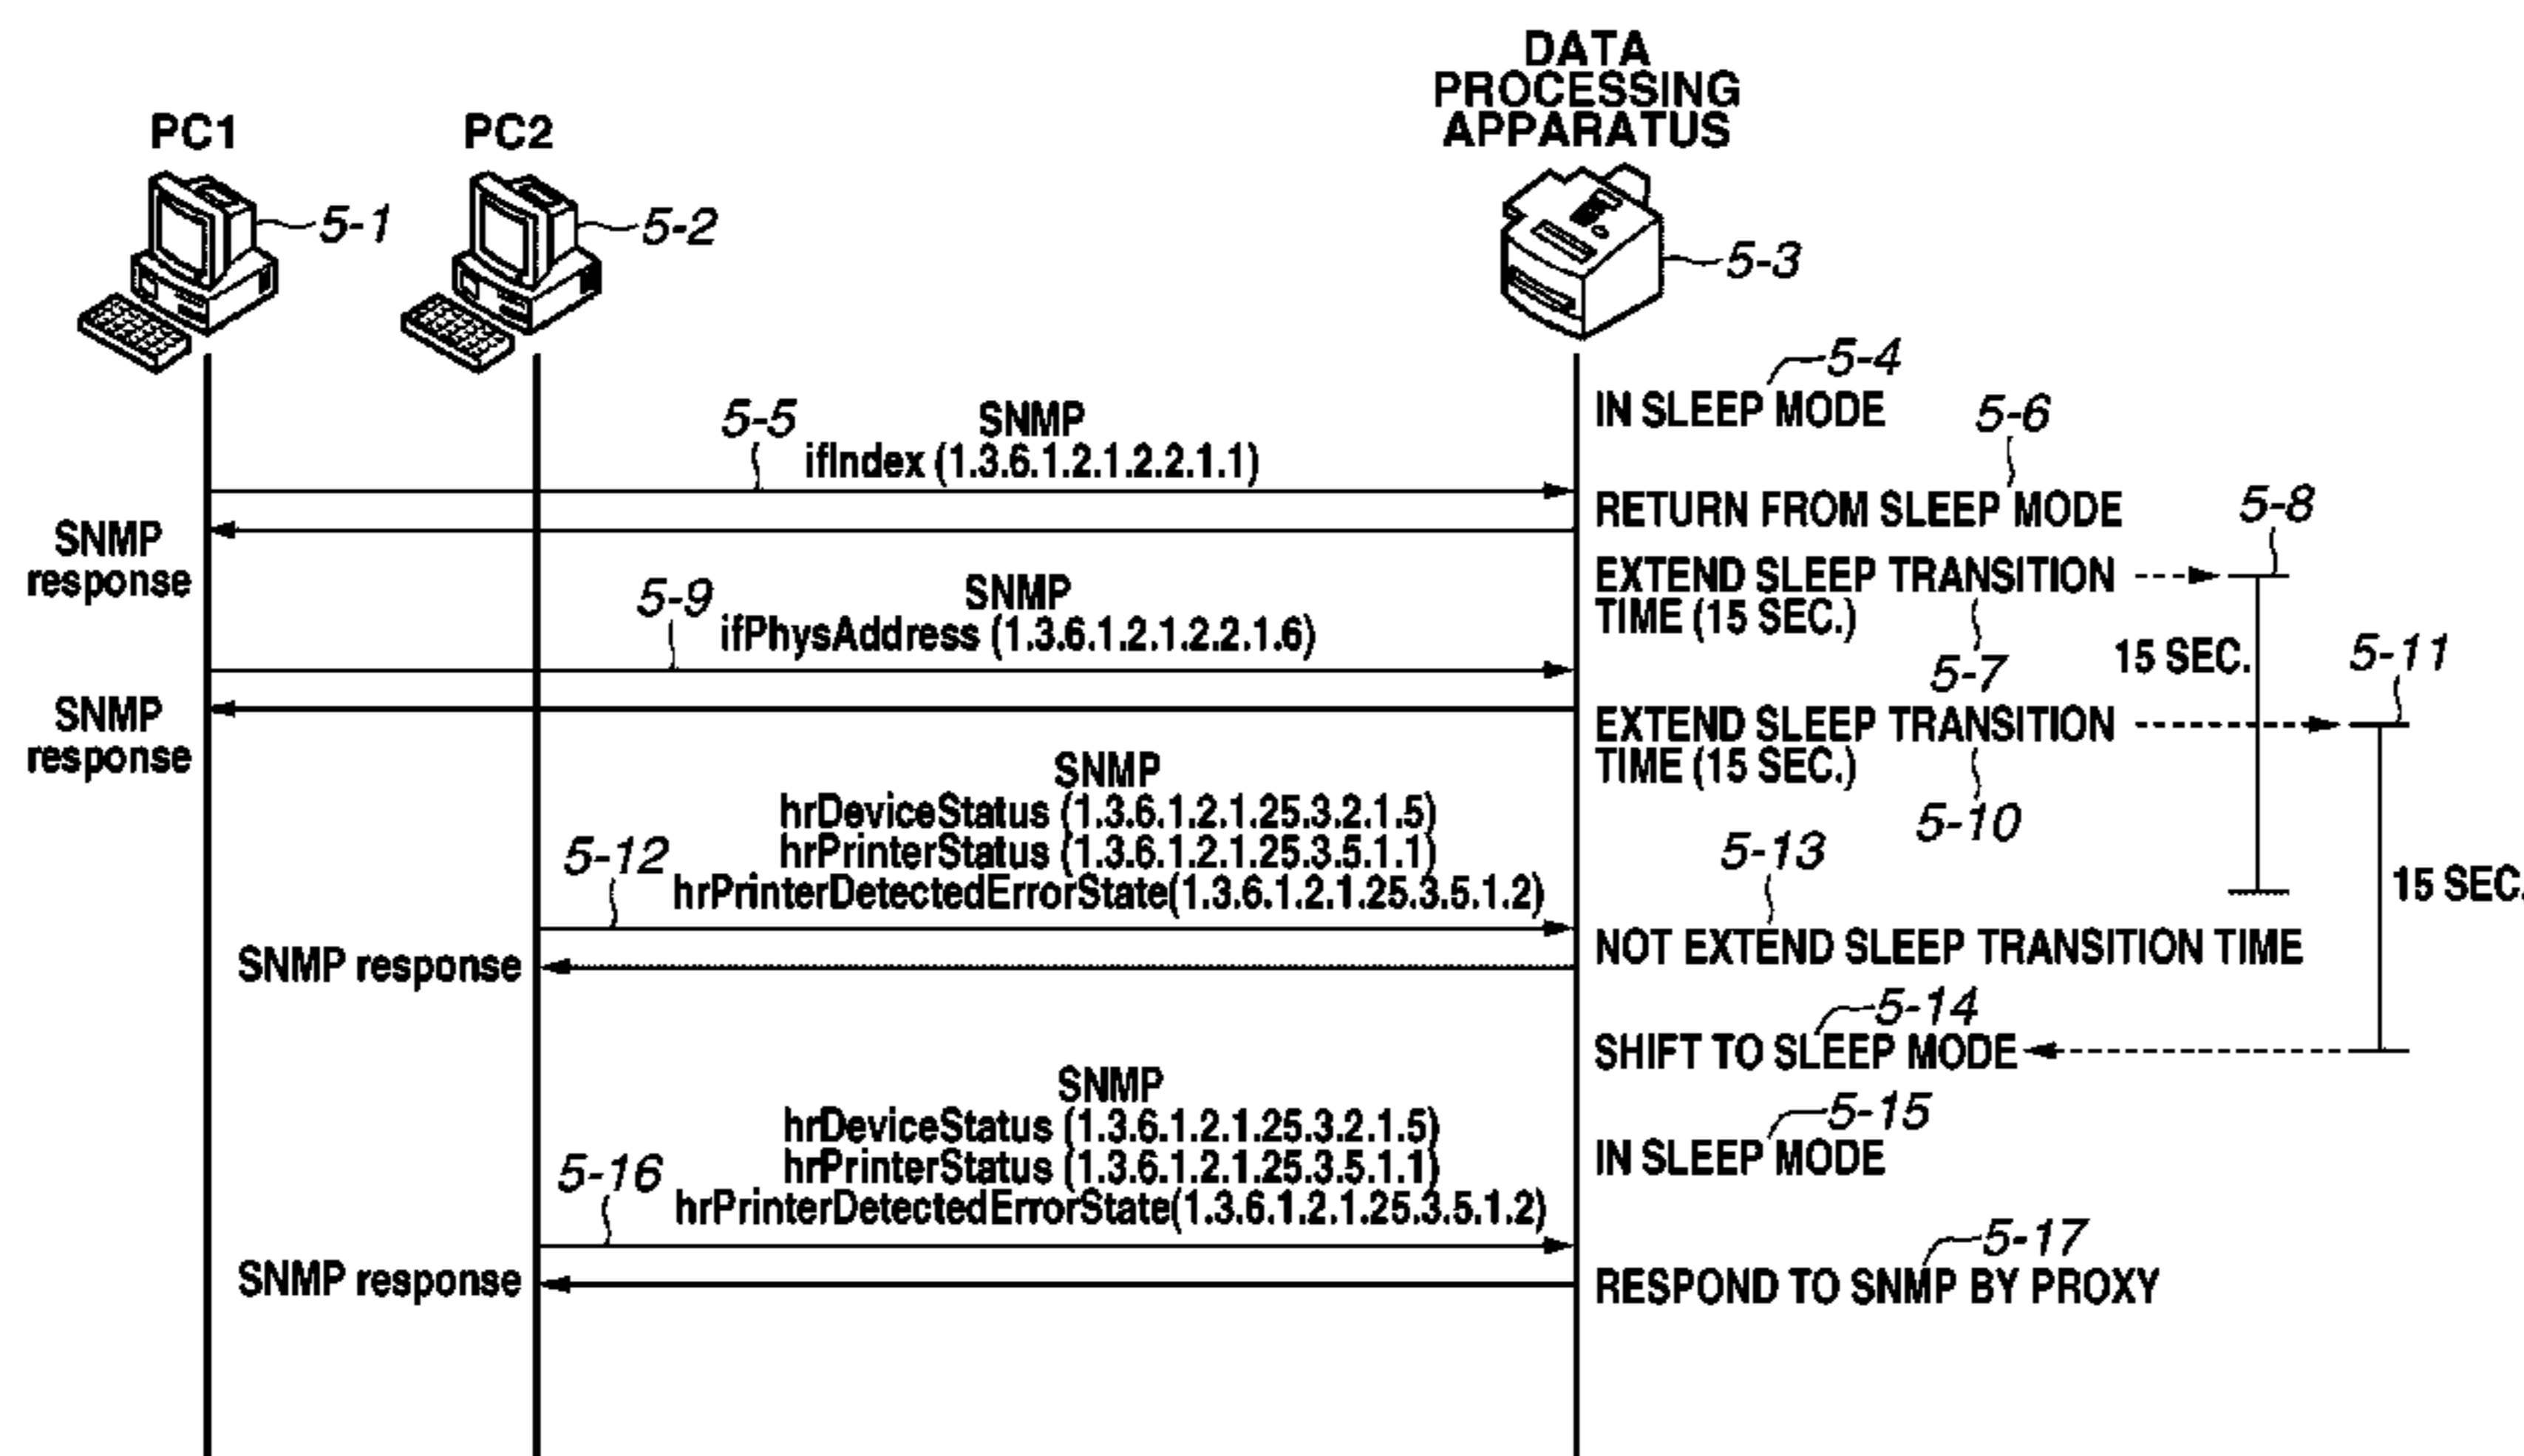 DATA
PROCESSING
APPARATUS
PC1
PC2
5-1
5-2
5-3
5-4
IN SLEEP MODE
5-5
SNMP
ifIndex (1.3.6.1.2.1.2.2.1.1)
5-6
RETURN FROM SLEEP MODE
5-8
SNMP
response
EXTEND SLEEP TRANSITION
TIME (15 SEC.)
5-7
15 SEC.
5-9
SNMP
ifPhysAddress (1.3.6.1.2.1.2.2.1.6)
5-11
SNMP
response
EXTEND SLEEP TRANSITION
TIME (15 SEC.)
5-10
15 SEC.
SNMP
hrDeviceStatus (1.3.6.1.2.1.25.3.2.1.5)
hrPrinterStatus (1.3.6.1.2.1.25.3.5.1.1)
hrPrinterDetectedErrorState(1.3.6.1.2.1.25.3.5.1.2)
5-12
5-13
NOT EXTEND SLEEP TRANSITION TIME
SNMP response
5-14
SHIFT TO SLEEP MODE
SNMP
hrDeviceStatus (1.3.6.1.2.1.25.3.2.1.5)
hrPrinterStatus (1.3.6.1.2.1.25.3.5.1.1)
hrPrinterDetectedErrorState(1.3.6.1.2.1.25.3.5.1.2)
5-15
IN SLEEP MODE
5-16
5-17
SNMP response
RESPOND TO SNMP BY PROXY